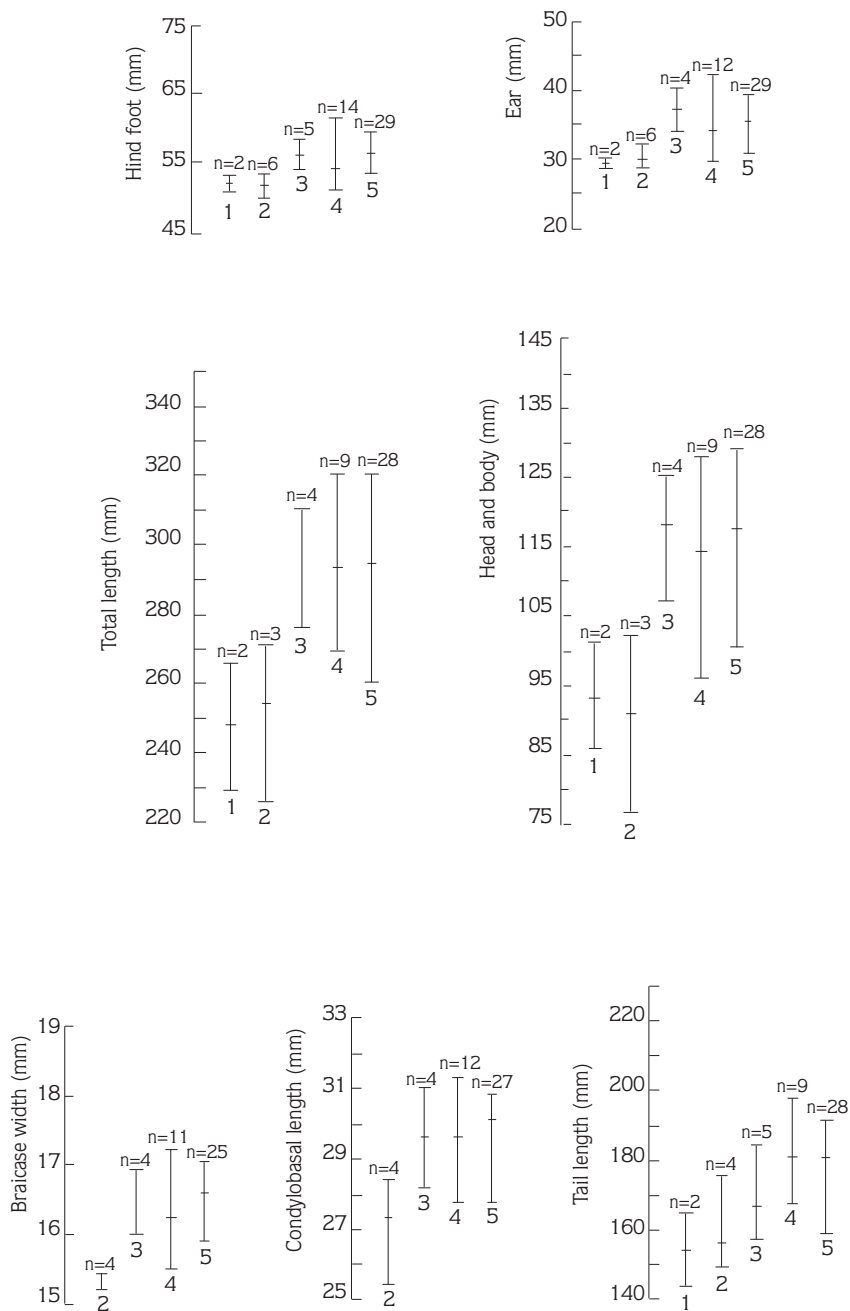 Hind foot (mm)
75
65
55
45
n=2
n=6
n=5
n=14
n=29
1
2
3
4
5
Ear (mm)
50
40
30
20
n=2
n=6
n=4
n=12
n=29
1
2
3
4
5
Total length (mm)
340
320
300
280
260
240
220
n=2
n=3
n=4
n=9
n=28
1
2
3
4
5
Head and body (mm)
145
135
125
115
105
95
85
75
n=2
n=3
n=4
n=9
n=28
1
2
3
4
5
Braicase width (mm)
19
18
17
16
15
n=4
n=4
n=11
n=25
2
3
4
5
Condylobasal length (mm)
33
31
29
27
25
n=4
n=4
n=12
n=27
2
3
4
5
Tail length (mm)
220
200
180
160
140
n=2
n=4
n=5
n=9
n=28
1
2
3
4
5